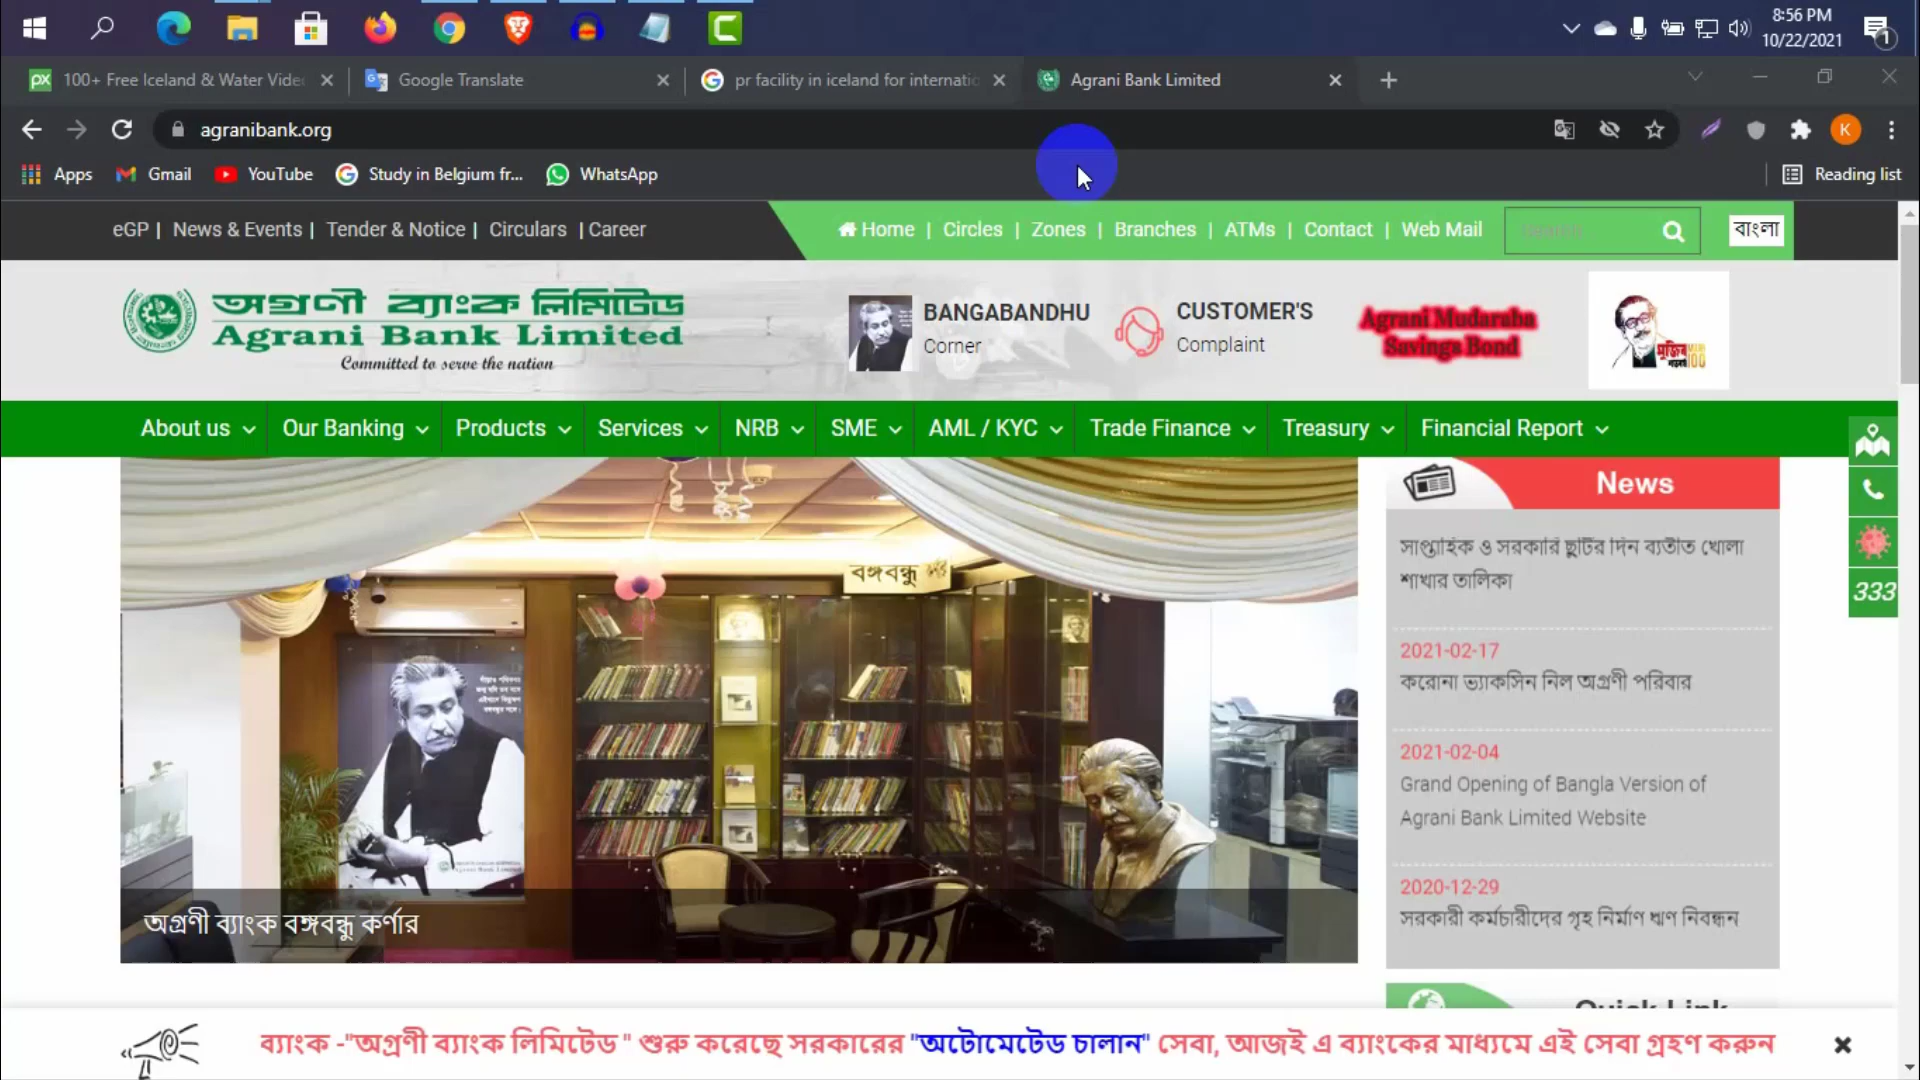 8:56 PM
10/22/2021
1
100+ Free Iceland & Water Vide
Google Translate
pr facility in iceland for internatio
Agrani Bank Limited
agranibank.org
K
Apps
Gmail
YouTube
Study in Belgium fr...
WhatsApp
Reading list
eGP | News & Events | Tender & Notice | Circulars | Career
Home | Circles | Zones | Branches | ATMs | Contact | Web Mail
বাংলা
অগ্রণী ব্যাংক লিমিটেড
Agrani Bank Limited
Committed to serve the nation
BANGABANDHU
Corner
CUSTOMER'S
Complaint
Agrani Mudaraba
Savings Bond
মুজিব
100
About us
Our Banking
Products
Services
NRB
SME
AML / KYC
Trade Finance
Treasury
Financial Report
বঙ্গবন্ধু
News
সাপ্তাহিক ও সরকারি ছুটির দিন ব্যতীত খোলা
শাখার তালিকা
2021-02-17
করোনা ভ্যাকসিন নিল অগ্রণী পরিবার
2021-02-04
Grand Opening of Bangla Version of
Agrani Bank Limited Website
2020-12-29
সরকারী কর্মচারীদের গৃহ নির্মাণ ঋণ নিবন্ধন
333
অগ্রণী ব্যাংক বঙ্গবন্ধু কর্ণার
Quick Link
ব্যাংক -"অগ্রণী ব্যাংক লিমিটেড " শুরু করেছে সরকারের "অটোমেটেড চালান" সেবা, আজই এ ব্যাংকের মাধ্যমে এই সেবা গ্রহণ করুন